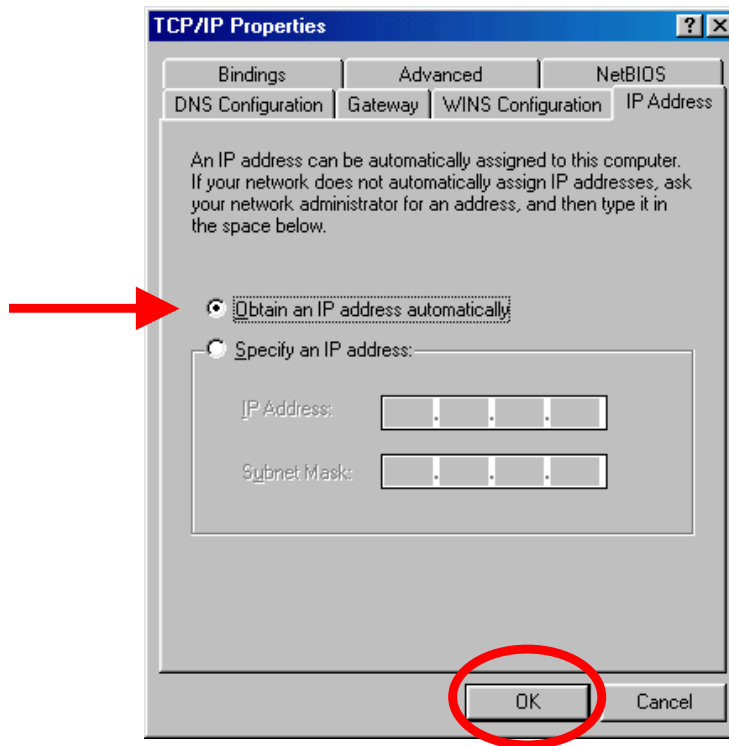 TCP/IP Properties
? ×
Bindings Advanced NetBIOS
DNS Configuration Gateway WINS Configuration IP Address
An IP address can be automatically assigned to this computer.
If your network does not automatically assign IP addresses, ask
your network administrator for an address, and then type it in
the space below.
Obtain an IP address automatically
Specify an IP address:
IP Address:
. . .
Subnet Mask:
. . .
OK Cancel